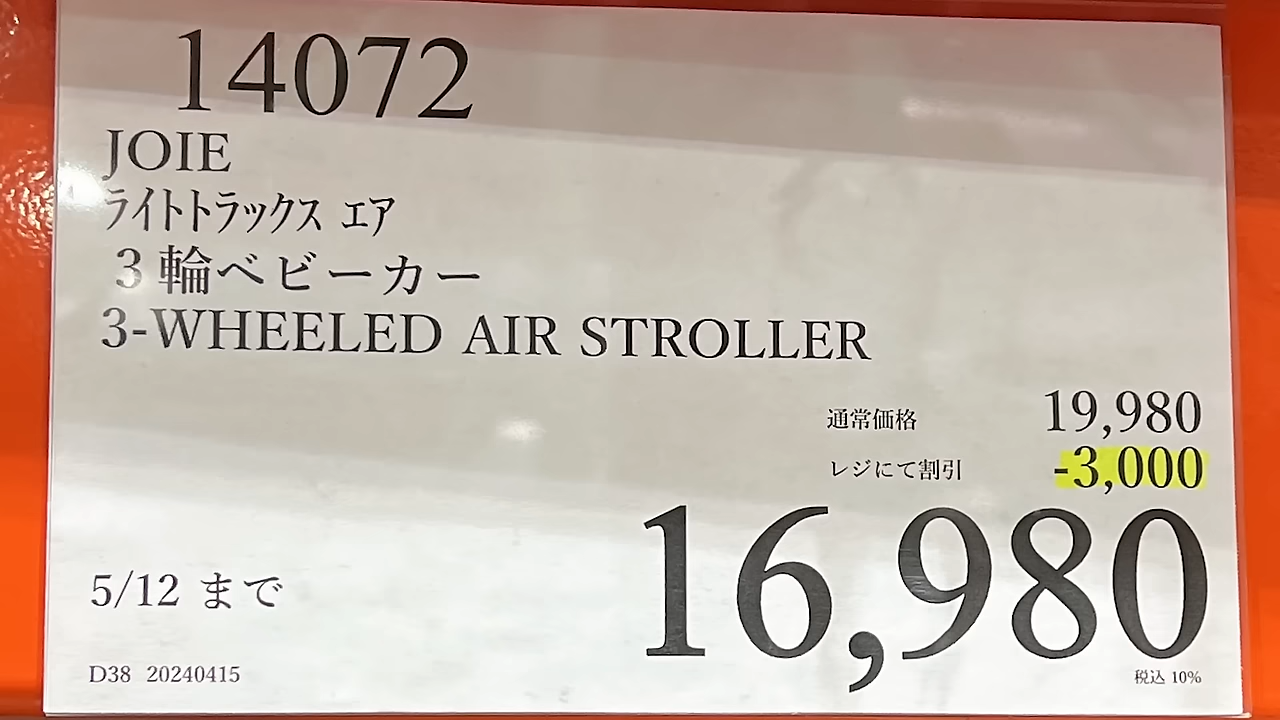 14072
JOIE
ライトトラックス エア
3輪ベビーカー
3-WHEELED AIR STROLLER
通常価格 19,980
レジにて割引 -3,000
16,980
5/12 まで
D38 20240415
税込 10%